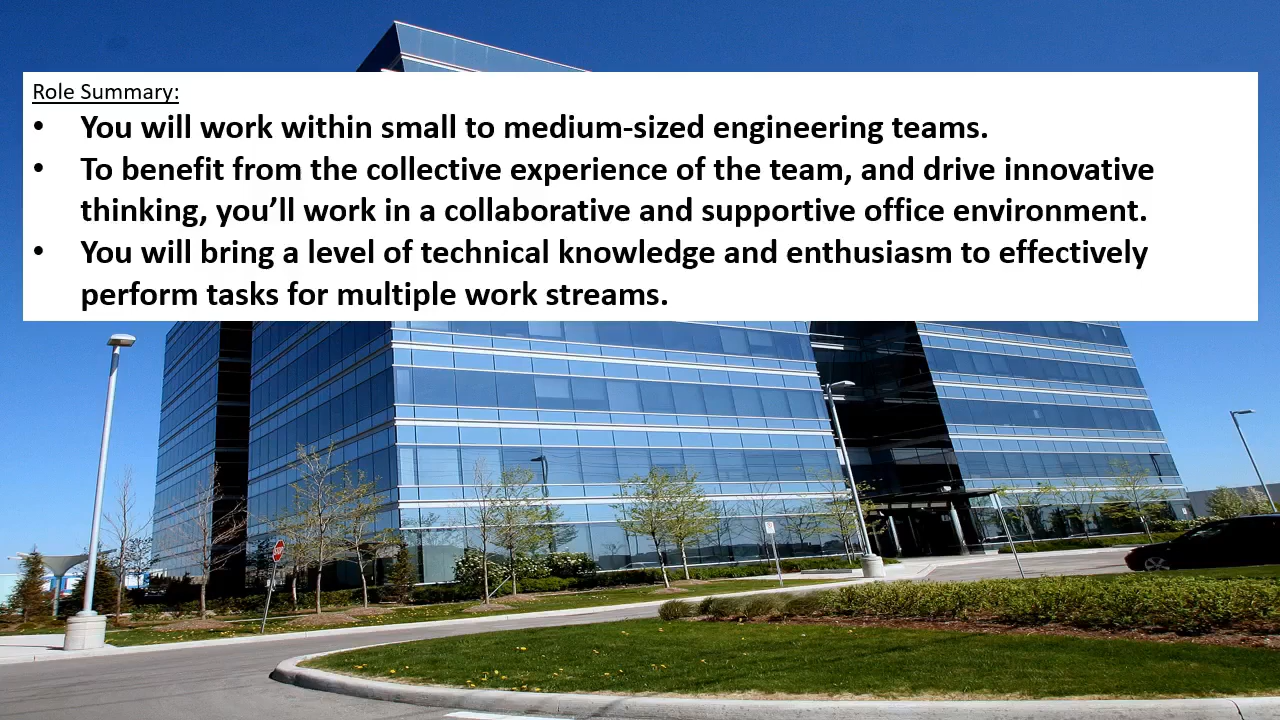 Role Summary:
• You will work within small to medium-sized engineering teams.
• To benefit from the collective experience of the team, and drive innovative
thinking, you’ll work in a collaborative and supportive office environment.
• You will bring a level of technical knowledge and enthusiasm to effectively
perform tasks for multiple work streams.
STOP